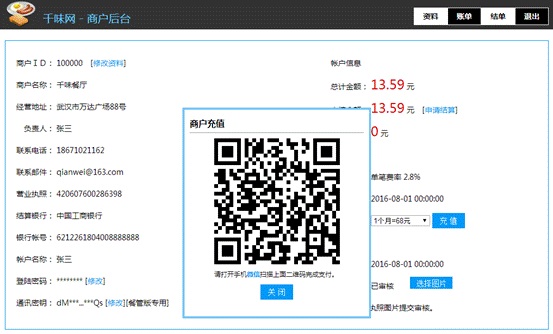 千味网 - 商户后台
资料 账单 结单 退出
商户ＩＤ： 100000 [修改资料]
商户名称： 千味餐厅
经营地址： 武汉市万达广场88号
负责人： 张三
联系电话： 18671021162
联系邮件： qianwei@163.com
营业执照： 420607600286398
结算银行： 中国工商银行
银行帐号： 6212261804008888888
帐户名称： 张三
登陆密码： ******** [修改]
通讯密钥： dM***...***Qs [修改][餐管版专用]
帐户信息
总计金额： 13.59 元
13.59 元 [申请结算]
0 元
单笔费率 2.8%
2016-08-01 00:00:00
1个月=68元 充 值
2016-08-01 00:00:00
已审核 选择图片
执照图片提交审核。
商户充值
请打开手机微信扫描上面二维码完成支付。
关 闭